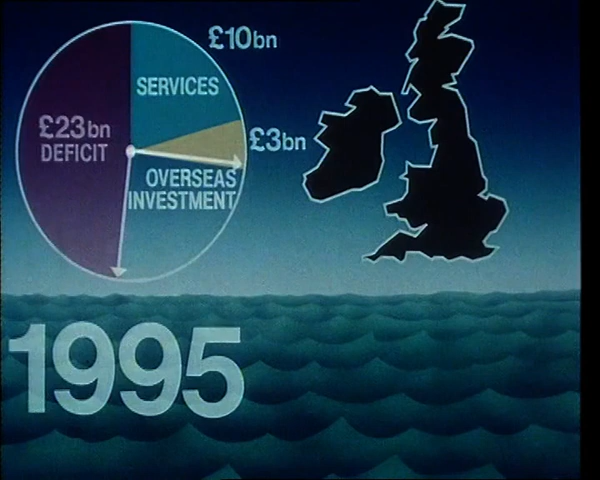 £10bn
SERVICES
£23bn
DEFICIT
£3bn
OVERSEAS
INVESTMENT
1995